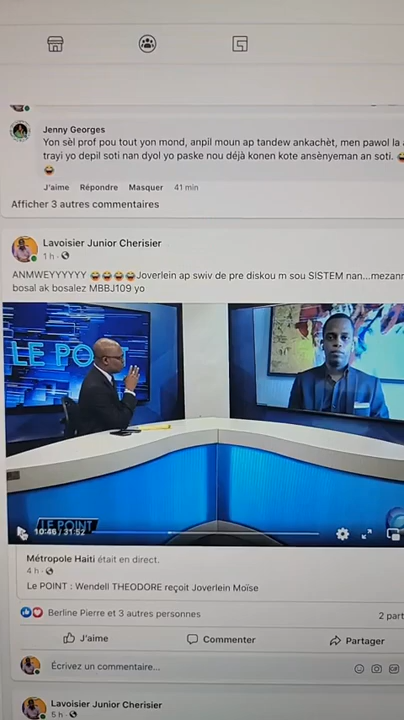 Jenny Georges
Yon sèl prof pou tout yon mond, anpil moun ap tandew ankachèt, men pawol la
trayi yo depil soti nan dyol yo paske nou déjà konen kote ansènyeman an soti.
J'aime Répondre Masquer 41 min
Afficher 3 autres commentaires
Lavoisier Junior Cherisier
1 h
ANMWEYYYYYY Joverlein ap swiv de pre diskou m sou SISTEM nan...mezanm
bosal ak bosalez MBBJ109 yo
LE PO
LE POINT
10:46 / 31:52
Métropole Haiti était en direct.
4 h
Le POINT : Wendell THEODORE reçoit Joverlein Moïse
Berline Pierre et 3 autres personnes
2 part
J'aime Commenter Partager
Écrivez un commentaire...
GIF
Lavoisier Junior Cherisier
5 h